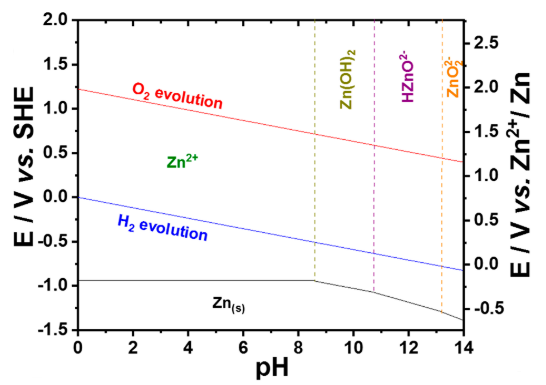 E / V vs. SHE
2.0
1.5
1.0
0.5
0.0
-0.5
-1.0
-1.5
O₂ evolution
Zn²⁺
H₂ evolution
Zn₍ₛ₎
Zn(OH)₂
HZnO²⁻
ZnO₂²⁻
2.5
2.0
1.5
1.0
0.5
0.0
-0.5
E / V vs. Zn²⁺/ Zn
0 2 4 6 8 10 12 14
pH